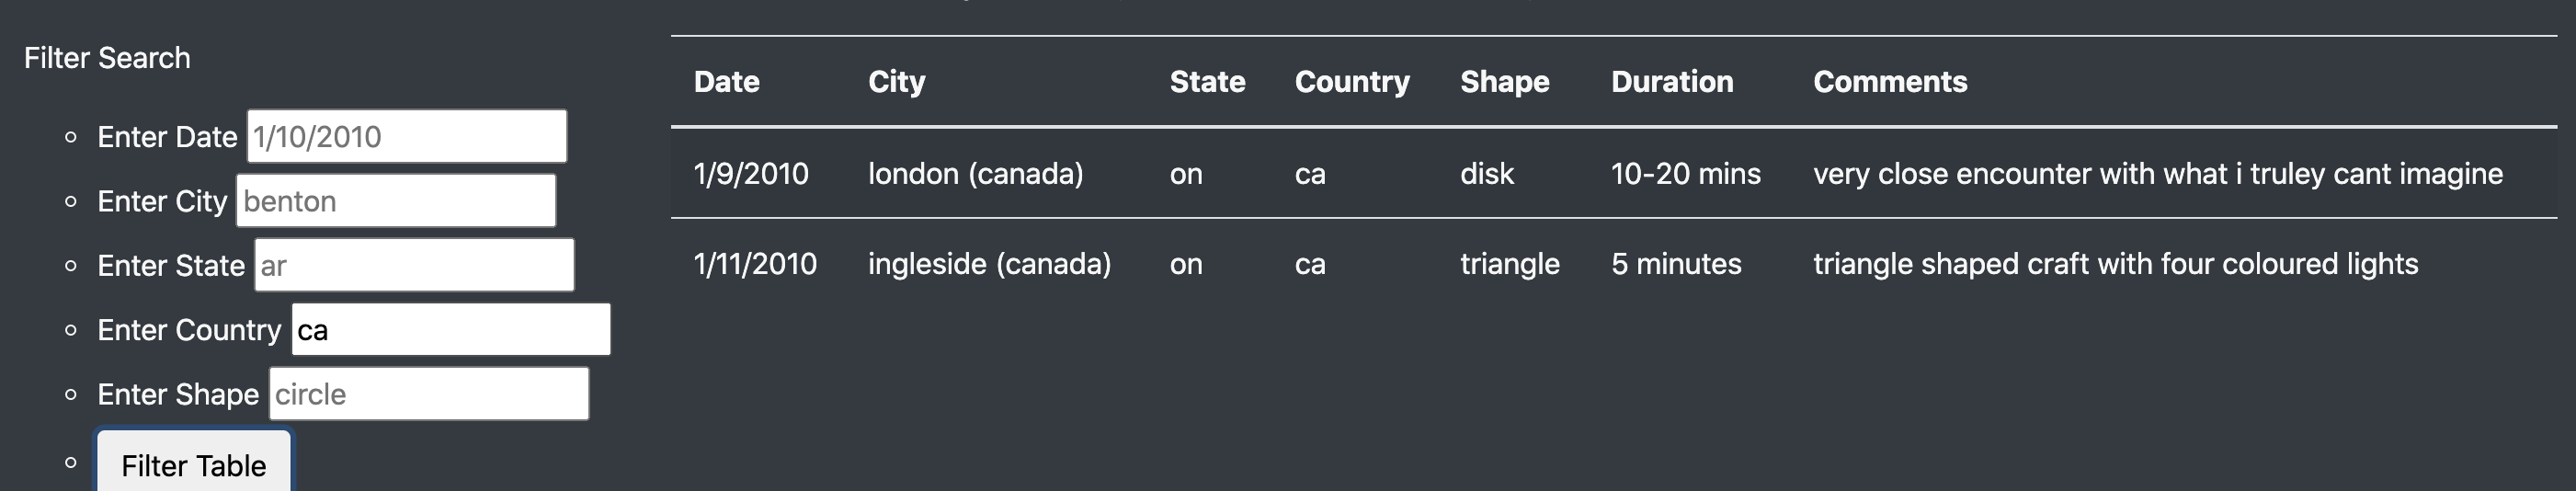 Filter Search
Enter Date 1/10/2010
Enter City benton
Enter State ar
Enter Country ca
Enter Shape circle
Filter Table
Date City State Country Shape Duration Comments
1/9/2010 london (canada) on ca disk 10-20 mins very close encounter with what i truley cant imagine
1/11/2010 ingleside (canada) on ca triangle 5 minutes triangle shaped craft with four coloured lights